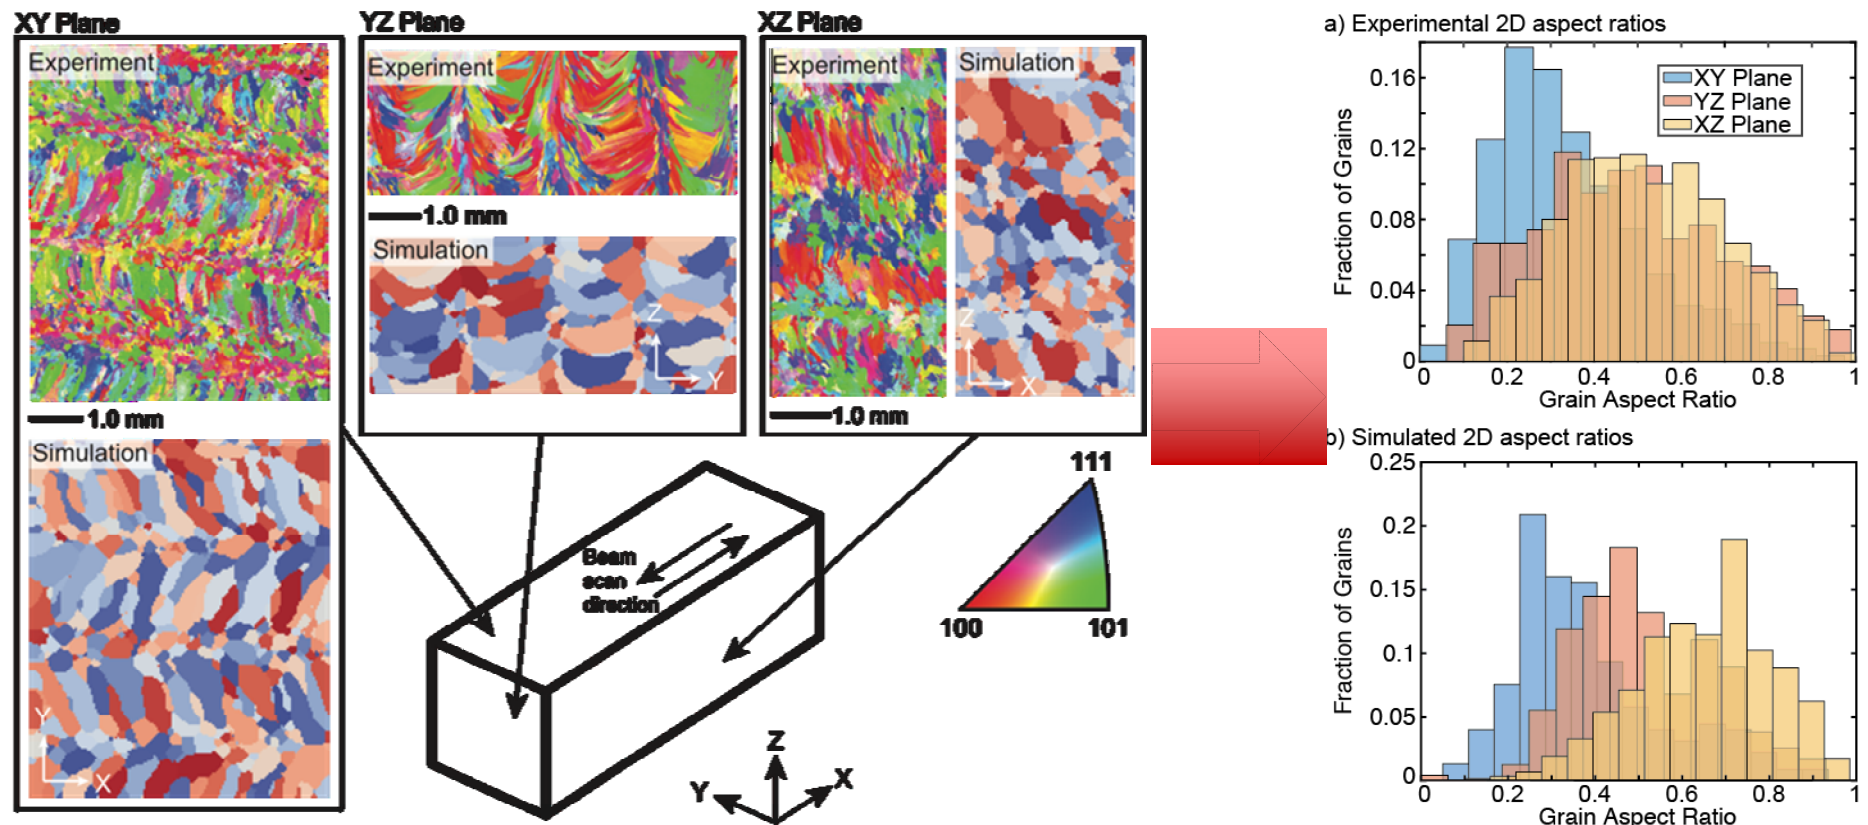 XY Plane
Experiment
1.0 mm
Simulation
Y
X
YZ Plane
Experiment
1.0 mm
Simulation
Z
Y
XZ Plane
Experiment
Simulation
Z
X
1.0 mm
Beam
scan
direction
Z
Y
X
111
100
101
a) Experimental 2D aspect ratios
XY Plane
YZ Plane
XZ Plane
Fraction of Grains
0.16
0.12
0.08
0.04
0
0 0.2 0.4 0.6 0.8 1
Grain Aspect Ratio
b) Simulated 2D aspect ratios
Fraction of Grains
0.25
0.2
0.15
0.1
0.05
0
0 0.2 0.4 0.6 0.8 1
Grain Aspect Ratio